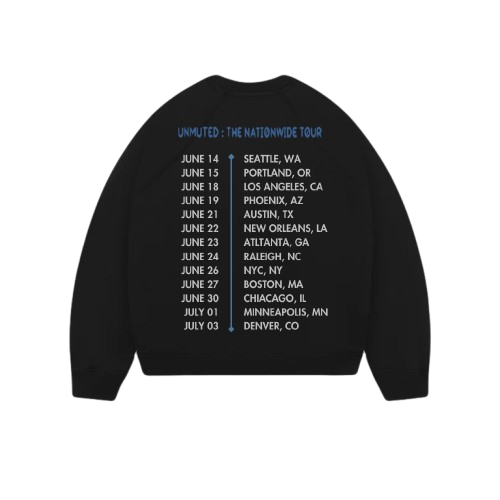 UNMUTED : THE NATIONWIDE TOUR
JUNE 14 SEATTLE, WA
JUNE 15 PORTLAND, OR
JUNE 18 LOS ANGELES, CA
JUNE 19 PHOENIX, AZ
JUNE 21 AUSTIN, TX
JUNE 22 NEW ORLEANS, LA
JUNE 23 ATLTANTA, GA
JUNE 24 RALEIGH, NC
JUNE 26 NYC, NY
JUNE 27 BOSTON, MA
JUNE 30 CHIACAGO, IL
JULY 01 MINNEAPOLIS, MN
JULY 03 DENVER, CO